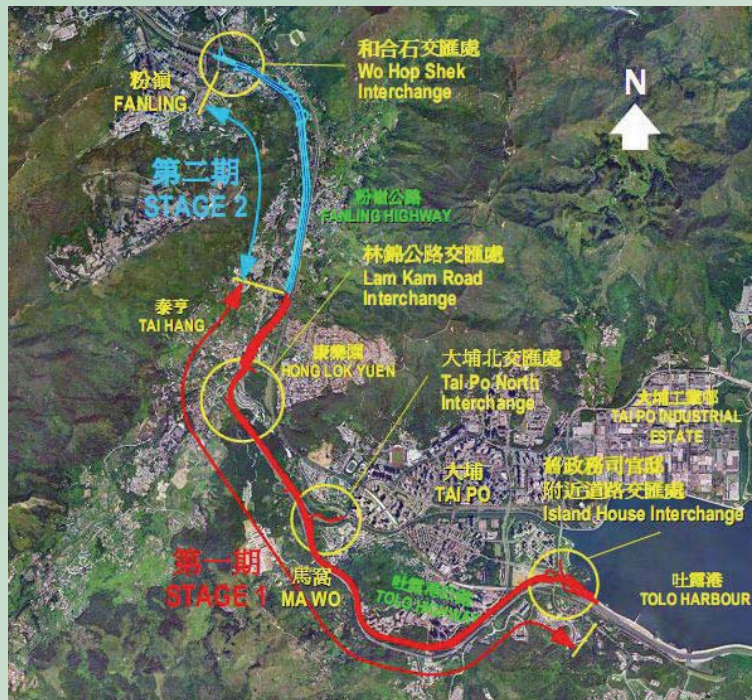 和合石交匯處
Wo Hop Shek
Interchange
粉嶺
FANLING
N
第二期
STAGE 2
粉嶺公路
FANLING HIGHWAY
林錦公路交匯處
Lam Kam Road
Interchange
泰亨
TAI HANG
康樂園
HONG LOK YUEN
大埔北交匯處
Tai Po North
Interchange
大埔工業邨
TAI PO INDUSTRIAL
ESTATE
大埔
TAI PO
舊政務司官邸
附近道路交匯處
Island House Interchange
第一期
STAGE 1
馬窩
MA WO
吐露港公路
TOLO HIGHWAY
吐露港
TOLO HARBOUR